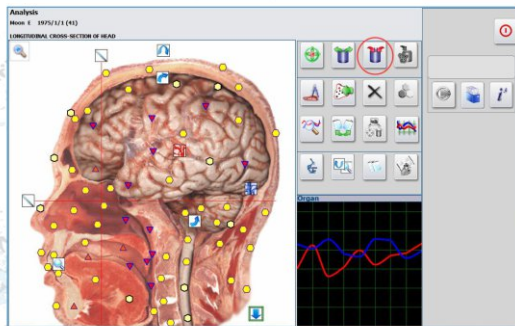 Analysis
Moon E 1975/1/1 (41)
LONGITUDINAL CROSS-SECTION OF HEAD
Organ